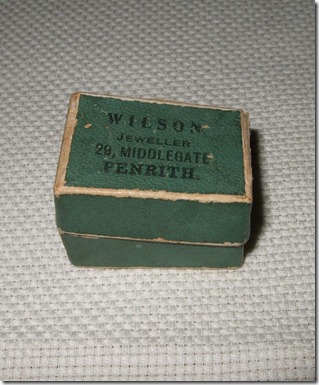 WILSON
JEWELLER
29, MIDDLEGATE
PENRITH.